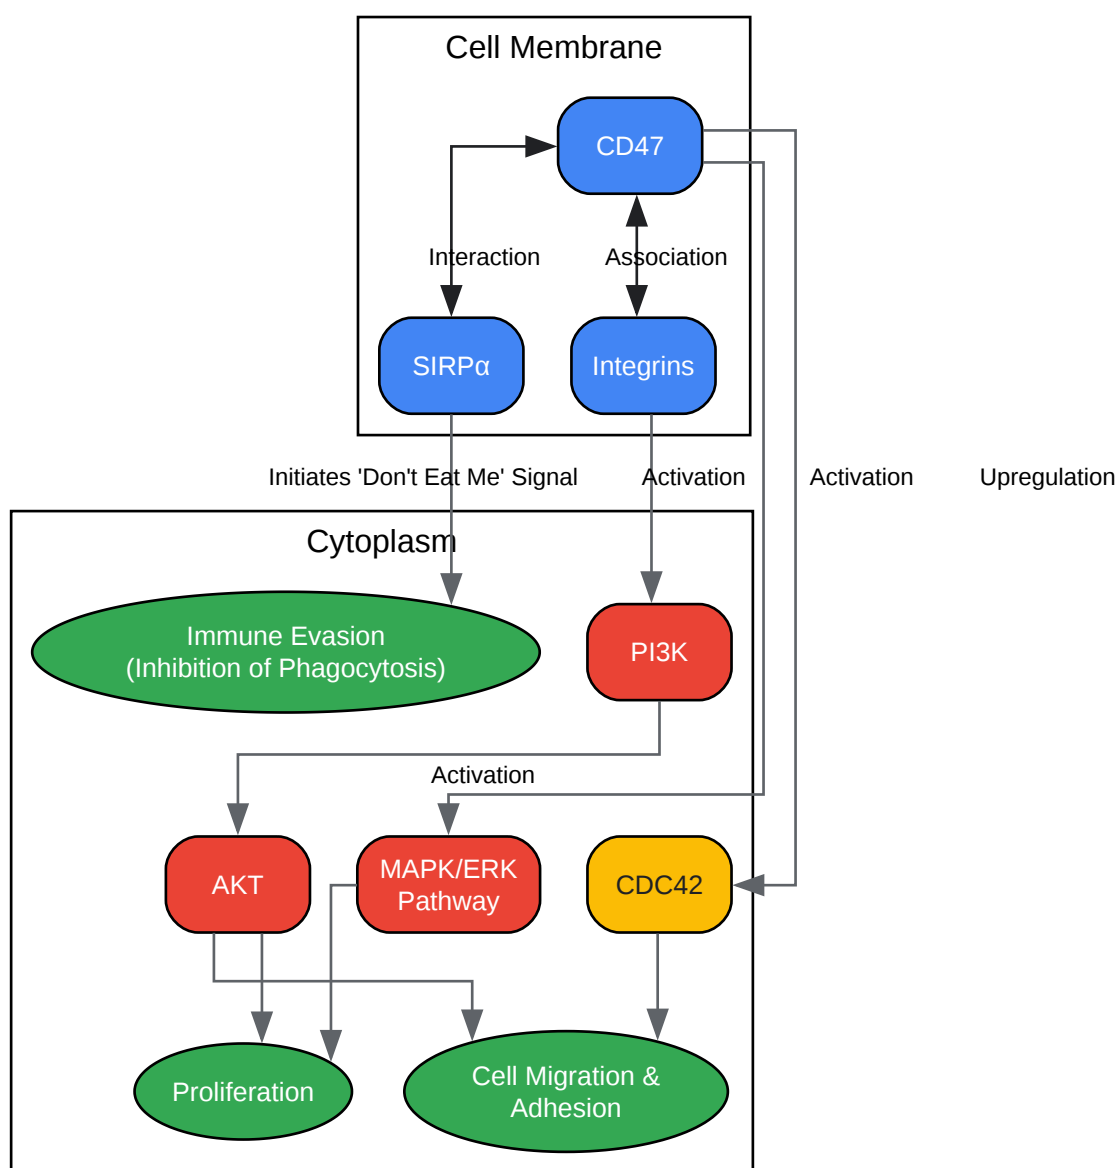 Cell Membrane
CD47
Interaction
Association
SIRPα
Integrins
Initiates 'Don't Eat Me' Signal
Activation
Activation
Upregulation
Cytoplasm
Immune Evasion
(Inhibition of Phagocytosis)
PI3K
Activation
AKT
MAPK/ERK
Pathway
CDC42
Proliferation
Cell Migration &
Adhesion